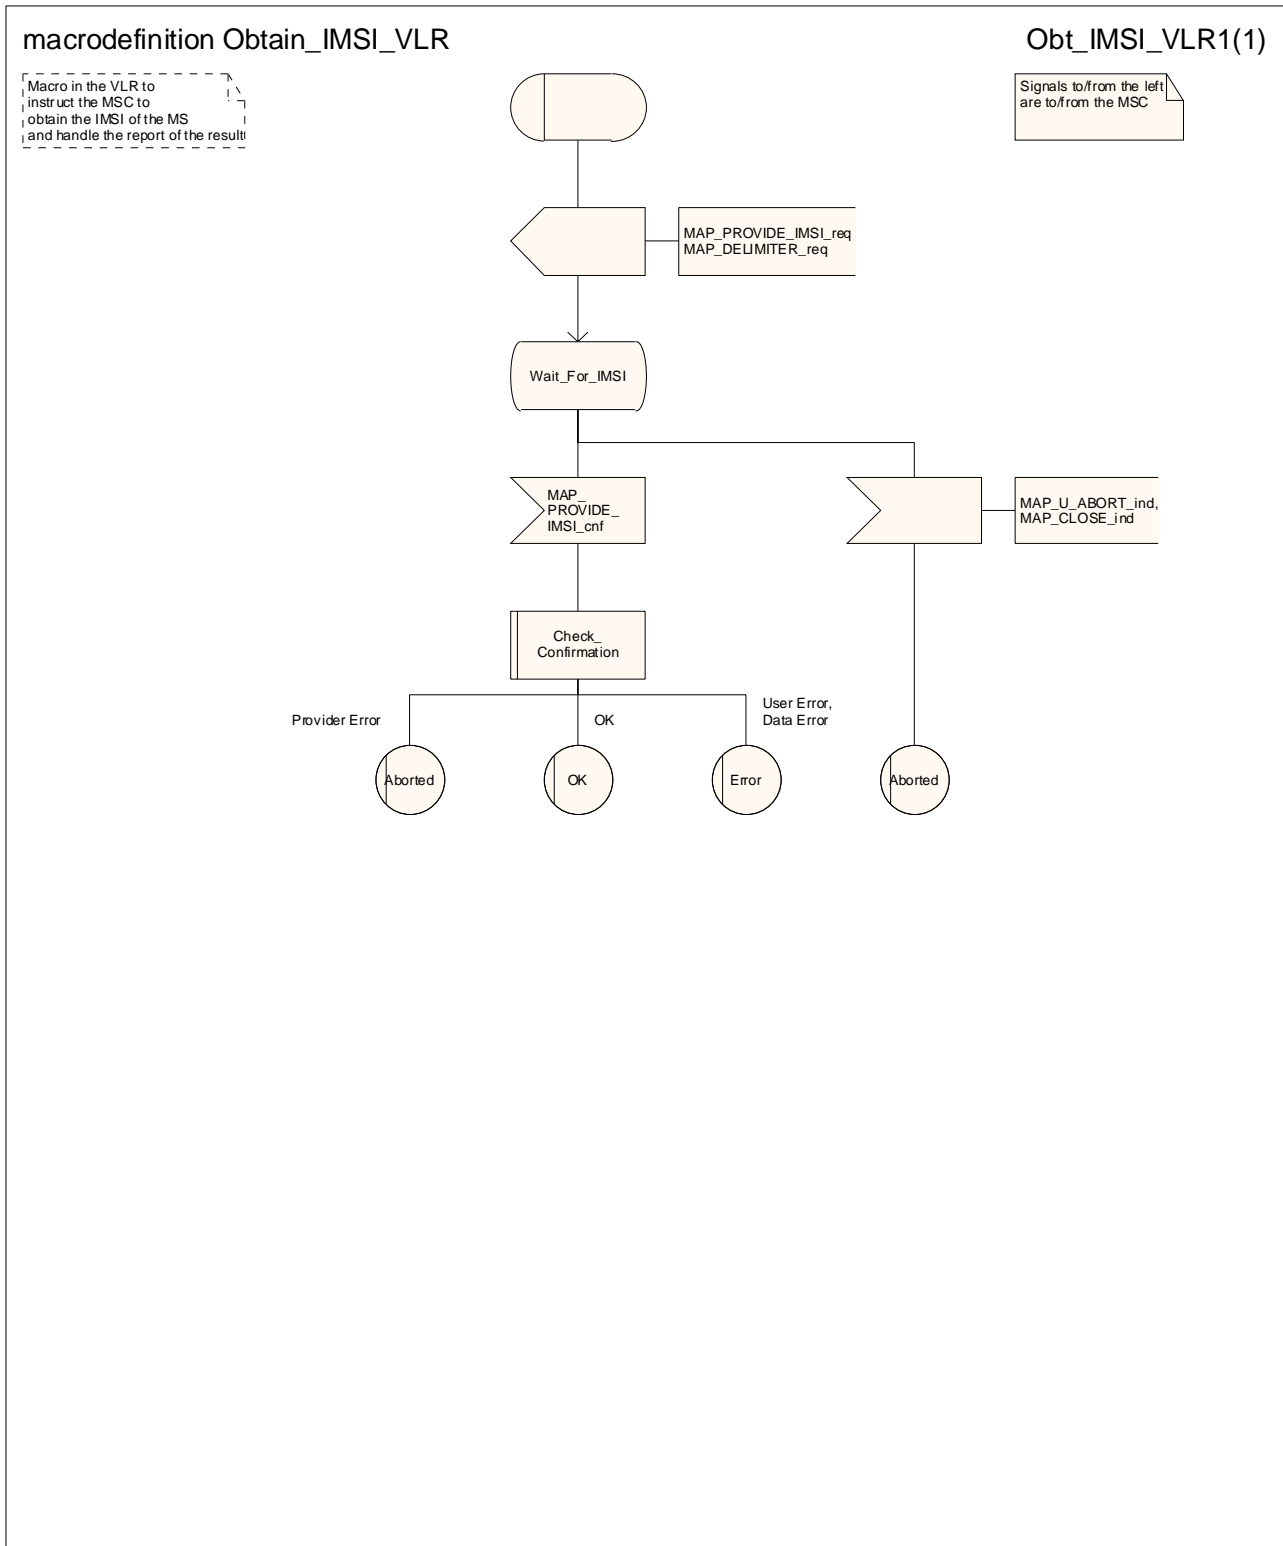 macrodefinition Obtain_IMSI_VLR
Obt_IMSI_VLR1(1)
Macro in the VLR to
instruct the MSC to
obtain the IMSI of the MS
and handle the report of the result
Signals to/from the left
are to/from the MSC
MAP_PROVIDE_IMSI_req
MAP_DELIMITER_req
Wait_For_IMSI
MAP_
PROVIDE_
IMSI_cnf
MAP_U_ABORT_ind,
MAP_CLOSE_ind
Check_
Confirmation
Provider Error
OK
User Error,
Data Error
Aborted
OK
Error
Aborted